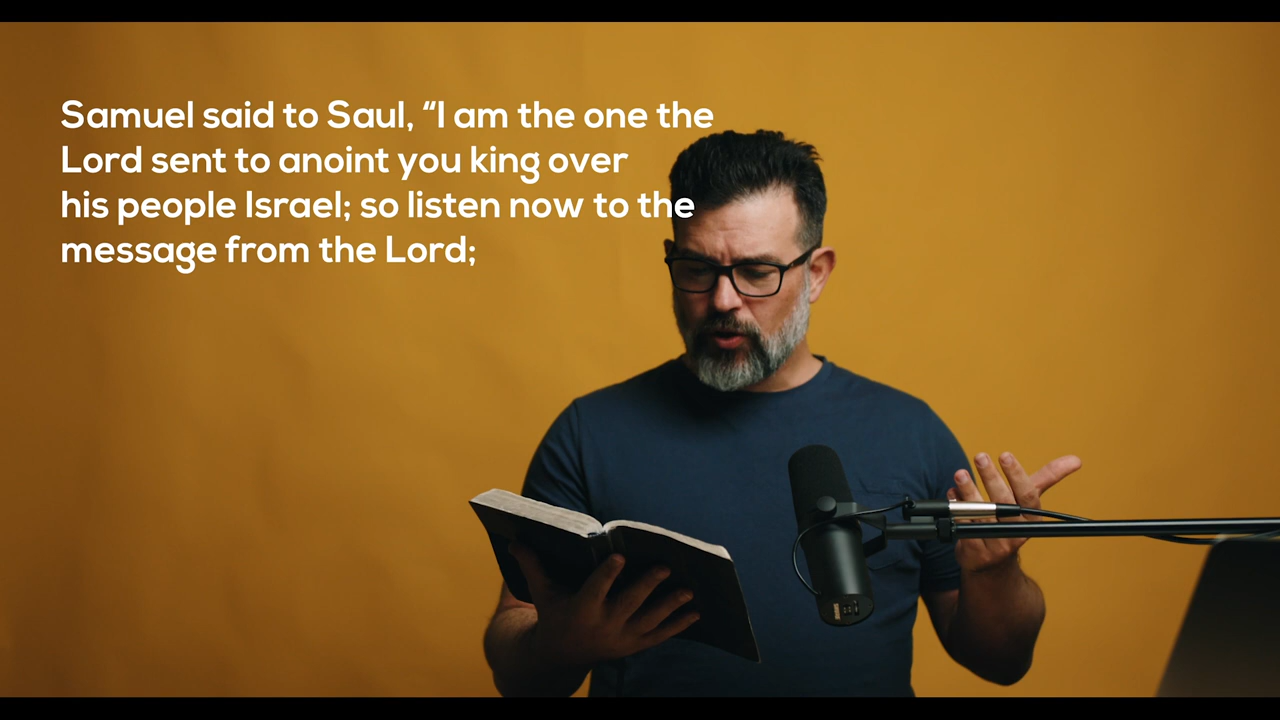 Samuel said to Saul, “I am the one the
Lord sent to anoint you king over
his people Israel; so listen now to the
message from the Lord;